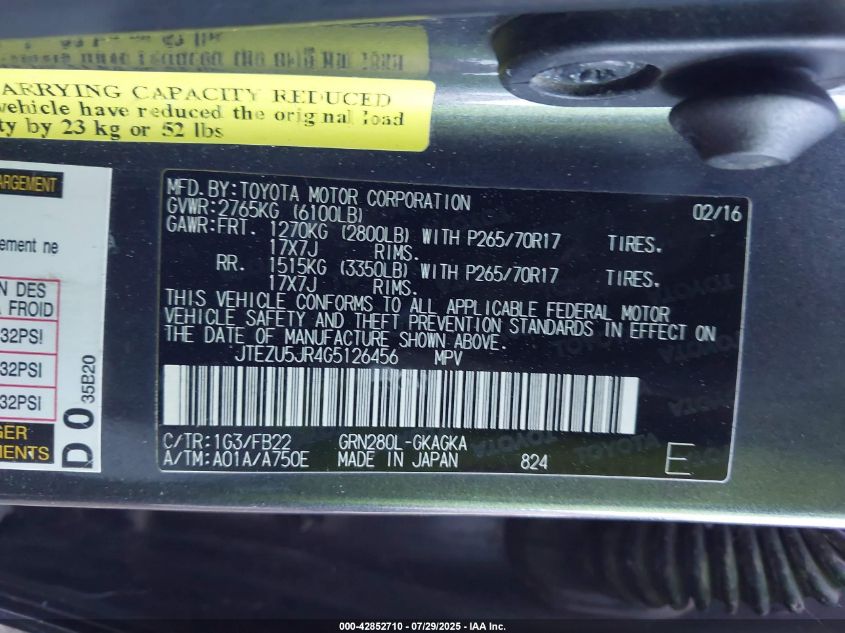 ARRYING CAPACITY REDUCED
vehicle have reduced the original load
ty by 23 kg or 52 lbs
ARGEMENT
ement ne
N DES
FROID
32PSI
32PSI
32PSI
GER
EMENTS
D 0
35B20
MFD.BY:TOYOTA MOTOR CORPORATION 02/16
GVWR:2765KG (6100LB)
GAWR:FRT. 1270KG (2800LB) WITH P265/70R17 TIRES.
17X7J RIMS.
RR. 1515KG (3350LB) WITH P265/70R17 TIRES.
17X7J RIMS.
THIS VEHICLE CONFORMS TO ALL APPLICABLE FEDERAL MOTOR
VEHICLE SAFETY AND THEFT PREVENTION STANDARDS IN EFFECT ON
THE DATE OF MANUFACTURE SHOWN ABOVE.
JTEZU5JR4G5126456 MPV
C/TR:1G3/FB22 GRN280L-GKAGKA
A/TM:A01A/A750E MADE IN JAPAN 824 E
000-42852710 / 07/29/2025 - IAA Inc.